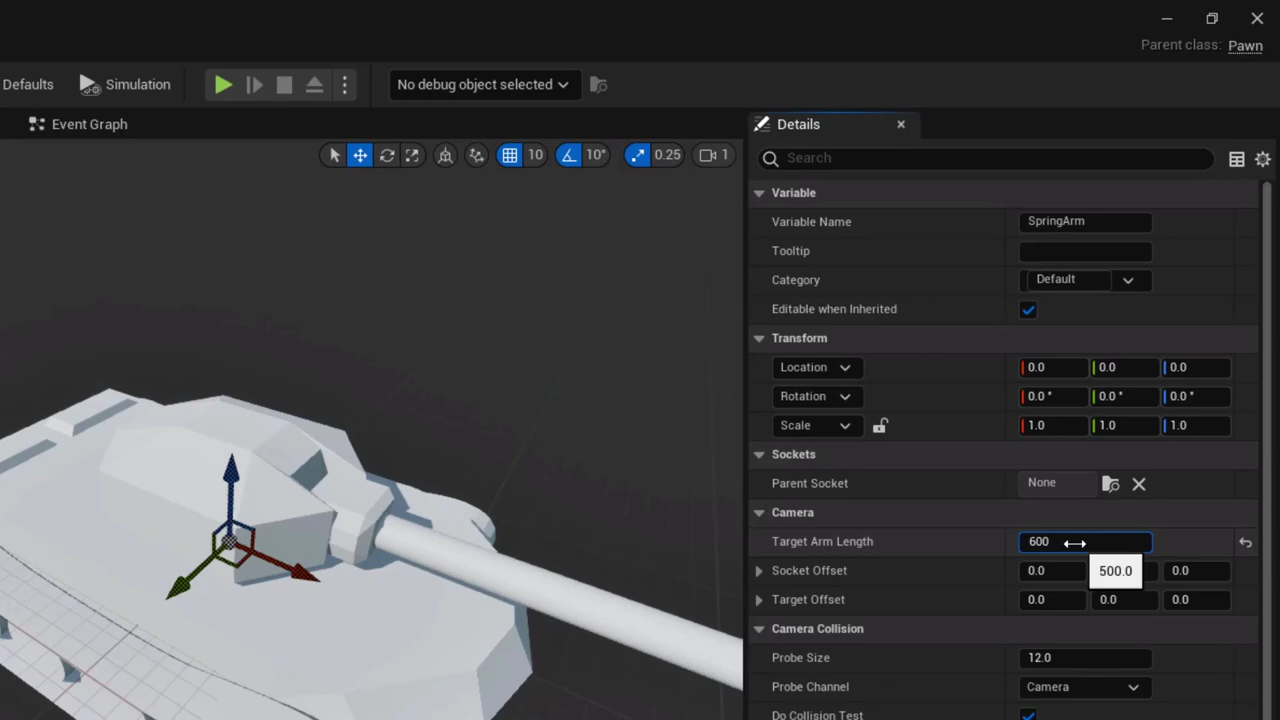 Parent class: Pawn
Defaults Simulation No debug object selected
Event Graph Details
10 10° 0.25 1
Search
Variable
Variable Name SpringArm
Tooltip
Category Default
Editable when Inherited
Transform
Location 0.0 0.0 0.0
Rotation 0.0 ° 0.0 ° 0.0 °
Scale 1.0 1.0 1.0
Sockets
Parent Socket None
Camera
Target Arm Length 600
Socket Offset 0.0 500.0 0.0
Target Offset 0.0 0.0 0.0
Camera Collision
Probe Size 12.0
Probe Channel Camera
Do Collision Test